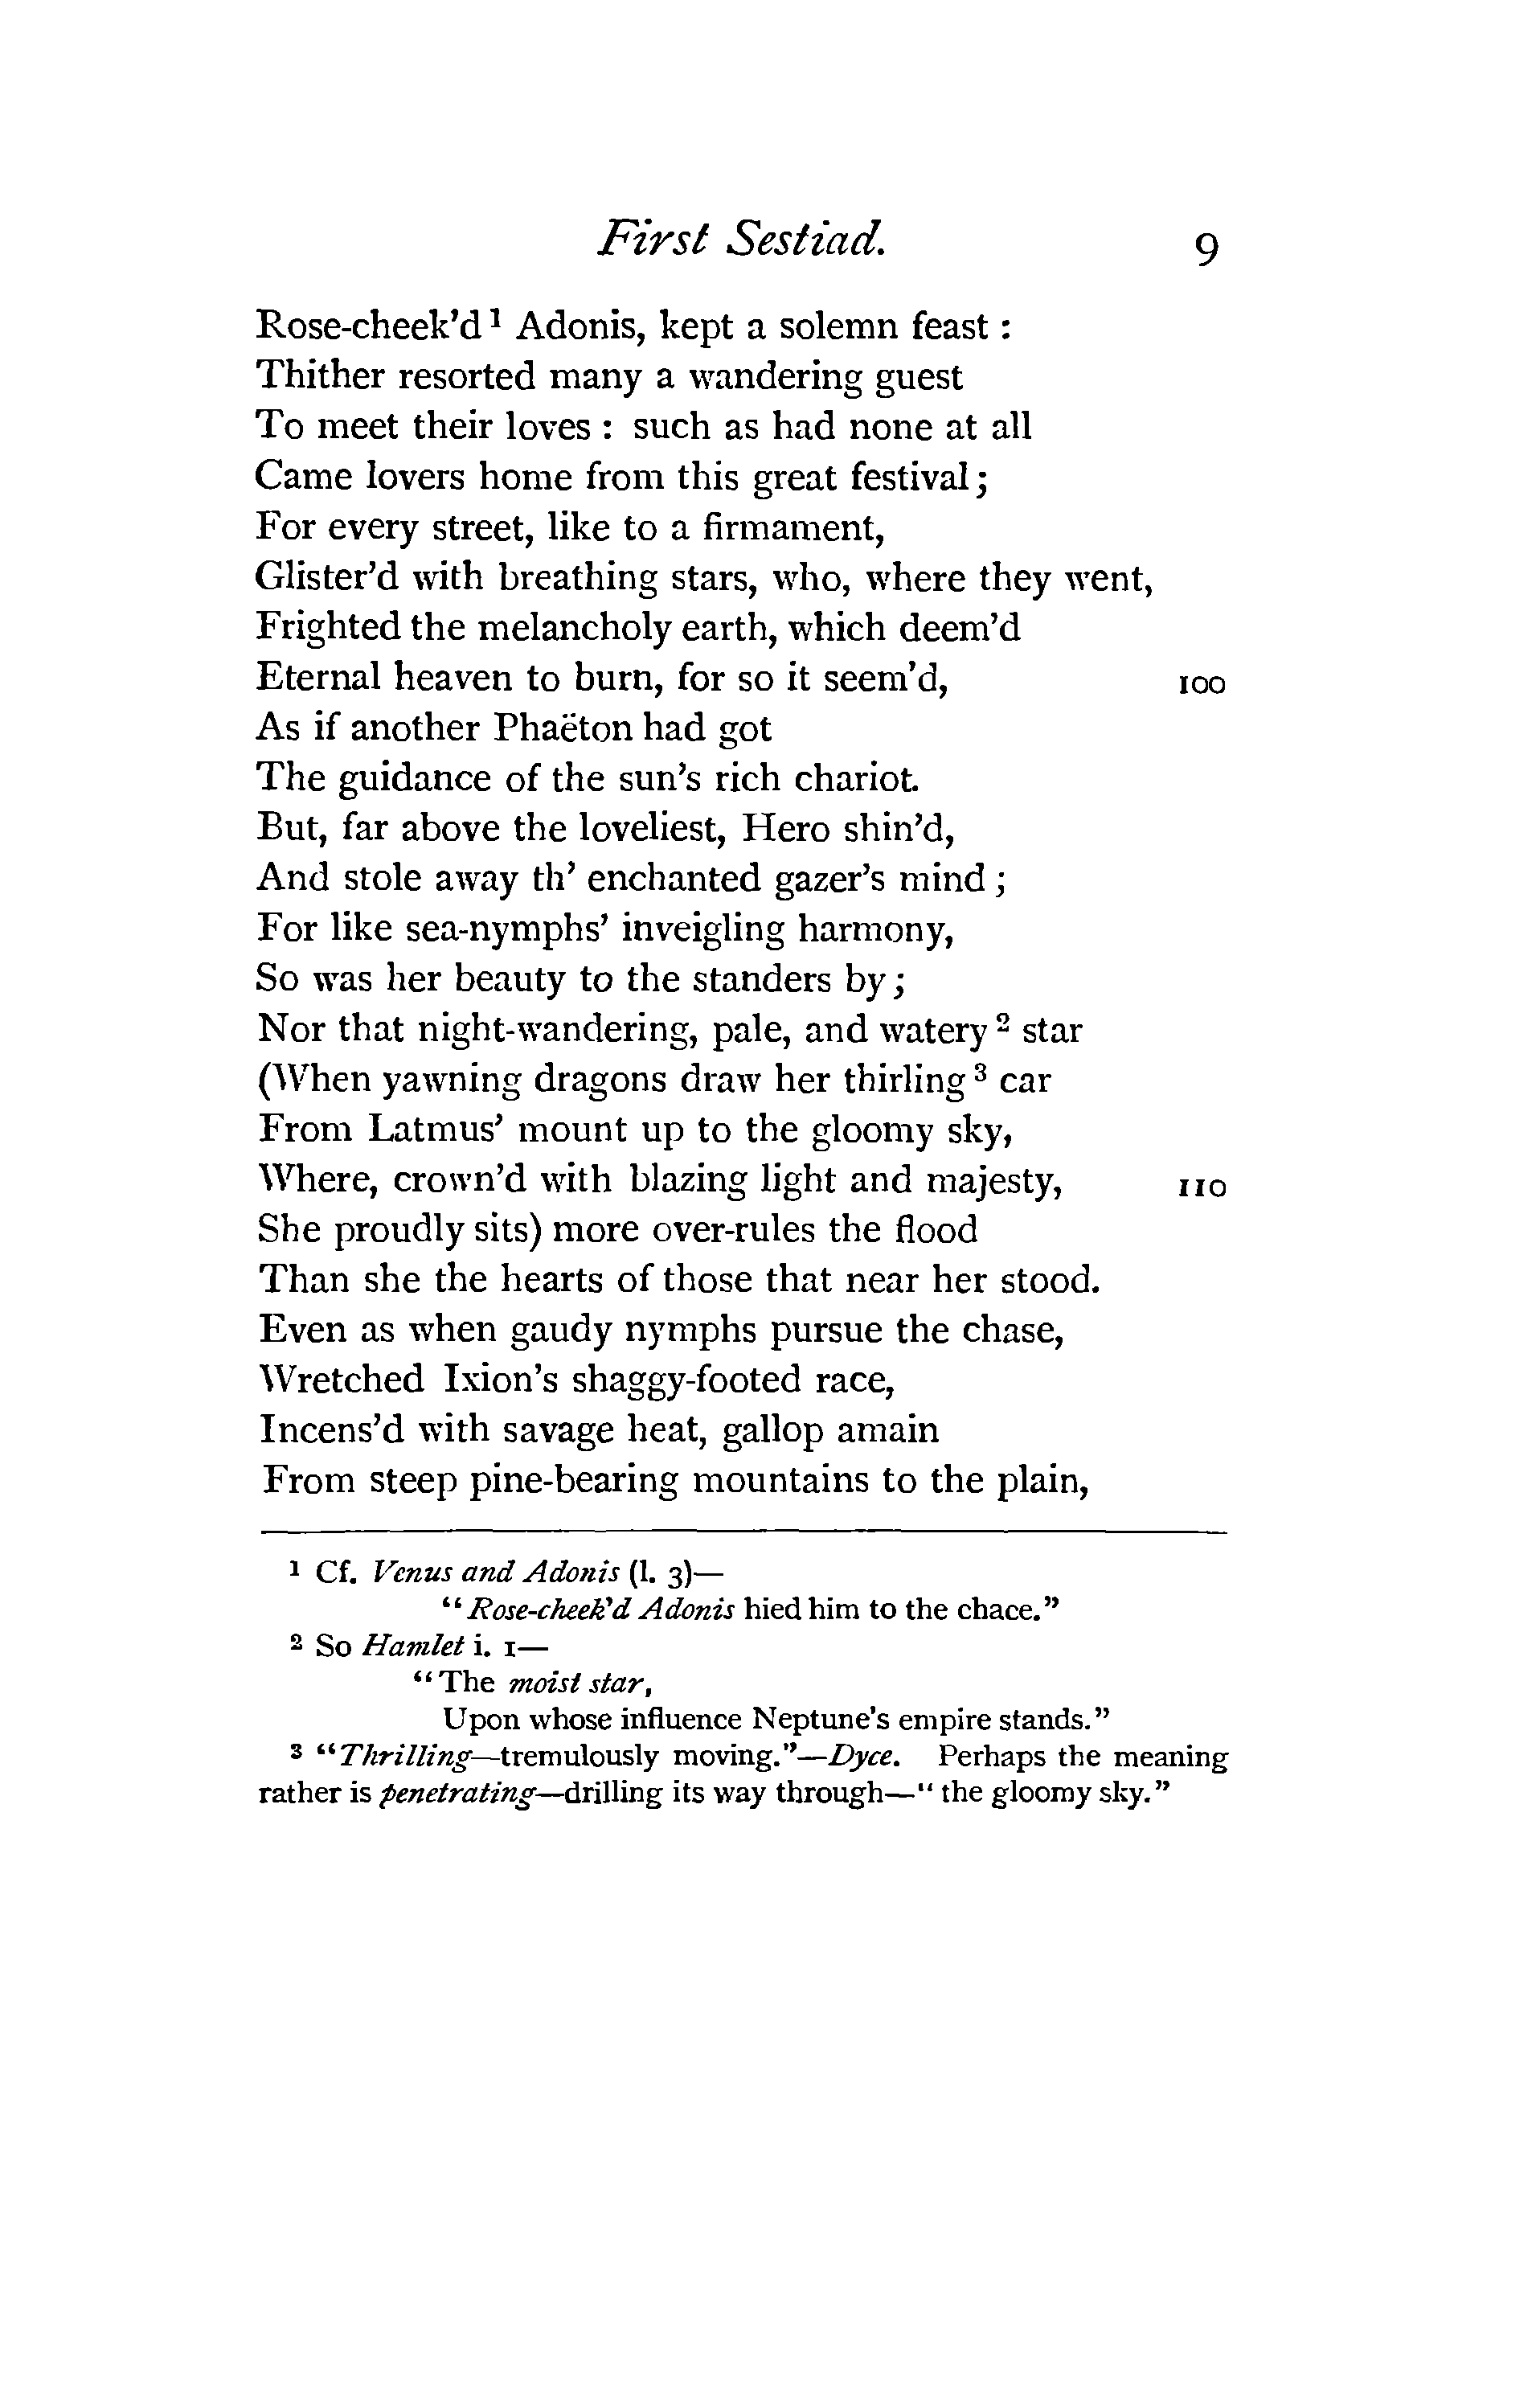 First Sestiad. 9
Rose-cheek’d ¹ Adonis, kept a solemn feast :
Thither resorted many a wandering guest
To meet their loves : such as had none at all
Came lovers home from this great festival ;
For every street, like to a firmament,
Glister’d with breathing stars, who, where they went,
Frighted the melancholy earth, which deem’d
Eternal heaven to burn, for so it seem’d, 100
As if another Phaëton had got
The guidance of the sun’s rich chariot.
But, far above the loveliest, Hero shin’d,
And stole away th’ enchanted gazer’s mind ;
For like sea-nymphs’ inveigling harmony,
So was her beauty to the standers by ;
Nor that night-wandering, pale, and watery ² star
(When yawning dragons draw her thirling ³ car
From Latmus’ mount up to the gloomy sky,
Where, crown’d with blazing light and majesty, 110
She proudly sits) more over-rules the flood
Than she the hearts of those that near her stood.
Even as when gaudy nymphs pursue the chase,
Wretched Ixion’s shaggy-footed race,
Incens’d with savage heat, gallop amain
From steep pine-bearing mountains to the plain,
¹ Cf. Venus and Adonis (l. 3)—
“Rose-cheek’d Adonis hied him to the chace.”
² So Hamlet i. 1—
“The moist star,
Upon whose influence Neptune’s empire stands.”
³ “Thrilling—tremulously moving.”—Dyce. Perhaps the meaning
rather is penetrating—drilling its way through—“ the gloomy sky.”